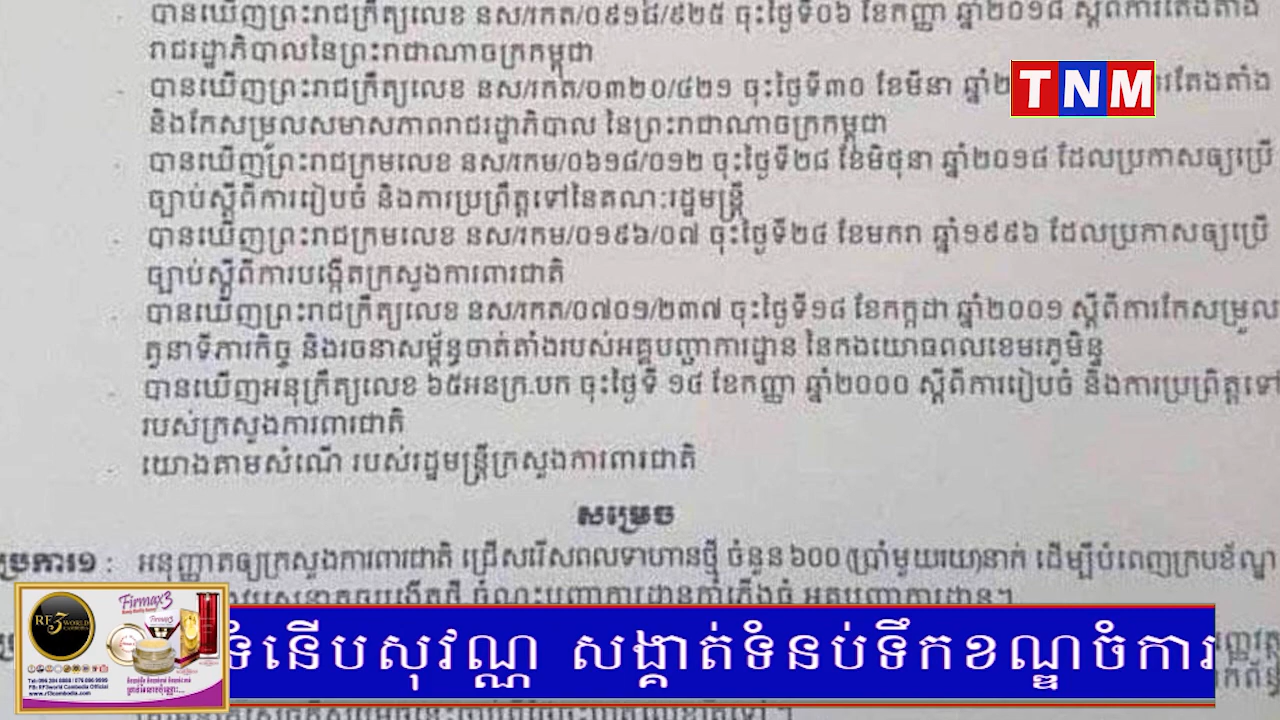 បានឃើញព្រះរាជក្រឹត្យលេខ នស/រកត/០៩១៨/៩២៥ ចុះថ្ងៃទី០៦ ខែកញ្ញា ឆ្នាំ២០១៨ ស្តីពីការតែងតាំង
រាជរដ្ឋាភិបាលនៃព្រះរាជាណាចក្រកម្ពុជា
បានឃើញព្រះរាជក្រឹត្យលេខ នស/រកត/០៣២០/៤២១ ចុះថ្ងៃទី៣០ ខែមីនា ឆ្នាំ២ រតែងតាំង
និងកែសម្រួលសមាសភាពរាជរដ្ឋាភិបាល នៃព្រះរាជាណាចក្រកម្ពុជា
បានឃើញព្រះរាជក្រមលេខ នស/រកម/០៦១៨/០១២ ចុះថ្ងៃទី២៨ ខែមិថុនា ឆ្នាំ២០១៨ ដែលប្រកាសឲ្យប្រើ
ច្បាប់ស្តីពីការរៀបចំ និងការប្រព្រឹត្តទៅនៃគណៈរដ្ឋមន្ត្រី
បានឃើញព្រះរាជក្រមលេខ នស/រកម/០១៩៦/០៧ ចុះថ្ងៃទី២៤ ខែមករា ឆ្នាំ១៩៩៦ ដែលប្រកាសឲ្យប្រើ
ច្បាប់ស្តីពីការបង្កើតក្រសួងការពារជាតិ
បានឃើញព្រះរាជក្រឹត្យលេខ នស/រកត/០៧០១/២៣៧ ចុះថ្ងៃទី១៨ ខែកក្កដា ឆ្នាំ២០០១ ស្តីពីការកែសម្រួល
តួនាទីភារកិច្ច និងរចនាសម្ព័ន្ធចាត់តាំងរបស់អគ្គបញ្ជាការដ្ឋាន នៃកងយោធពលខេមរភូមិន្ទ
បានឃើញអនុក្រឹត្យលេខ ៦៥អនក្រ.បក ចុះថ្ងៃទី ១៤ ខែកញ្ញា ឆ្នាំ២០០០ ស្តីពីការរៀបចំ និងការប្រព្រឹត្តទៅ
របស់ក្រសួងការពារជាតិ
យោងតាមសំណើ របស់រដ្ឋមន្ត្រីក្រសួងការពារជាតិ
សម្រេច
ប្រការ១ : អនុញ្ញាតឲ្យក្រសួងការពារជាតិ ជ្រើសរើសពលទាហានថ្មី ចំនួន ៦០០ (ប្រាំមួយរយ)នាក់ ដើម្បីបំពេញក្របខ័ណ្ឌ
TNM
ទំនើបសុវណ្ណ សង្កាត់ទំនប់ទឹកខណ្ឌចំការ
RF3 WORLD
CAMBODIA
Firmax3
www.rf3cambodia.com